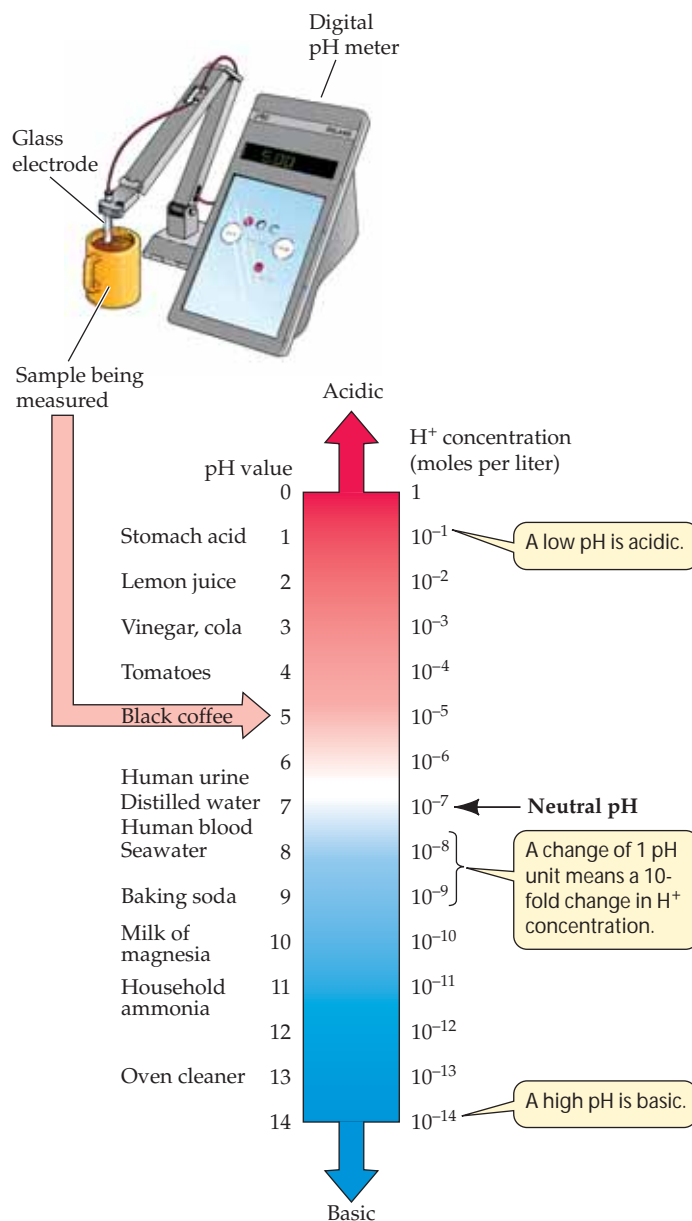 Digital
pH meter
Glass
electrode
5.00
Sample being
measured
Acidic
H⁺ concentration
(moles per liter)
pH value
0 1
Stomach acid 1 10⁻¹ A low pH is acidic.
Lemon juice 2 10⁻²
Vinegar, cola 3 10⁻³
Tomatoes 4 10⁻⁴
Black coffee 5 10⁻⁵
6 10⁻⁶
Human urine
Distilled water 7 10⁻⁷ Neutral pH
Human blood
Seawater 8 10⁻⁸
A change of 1 pH
unit means a 10-
fold change in H⁺
concentration.
Baking soda 9 10⁻⁹
Milk of
magnesia
10 10⁻¹⁰
Household
ammonia
11 10⁻¹¹
12 10⁻¹²
Oven cleaner 13 10⁻¹³
14 10⁻¹⁴ A high pH is basic.
Basic